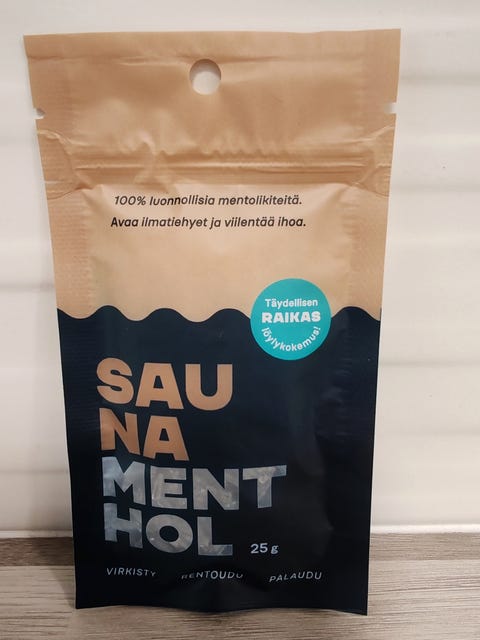 100% luonnollisia mentolikiteitä.
Avaa ilmatiehyet ja viilentää ihoa.
Täydellisen
RAIKAS
löylykokemus!
SAU
NA
MENT
HOL
25 g
VIRKISTY RENTOUDU PALAUDU